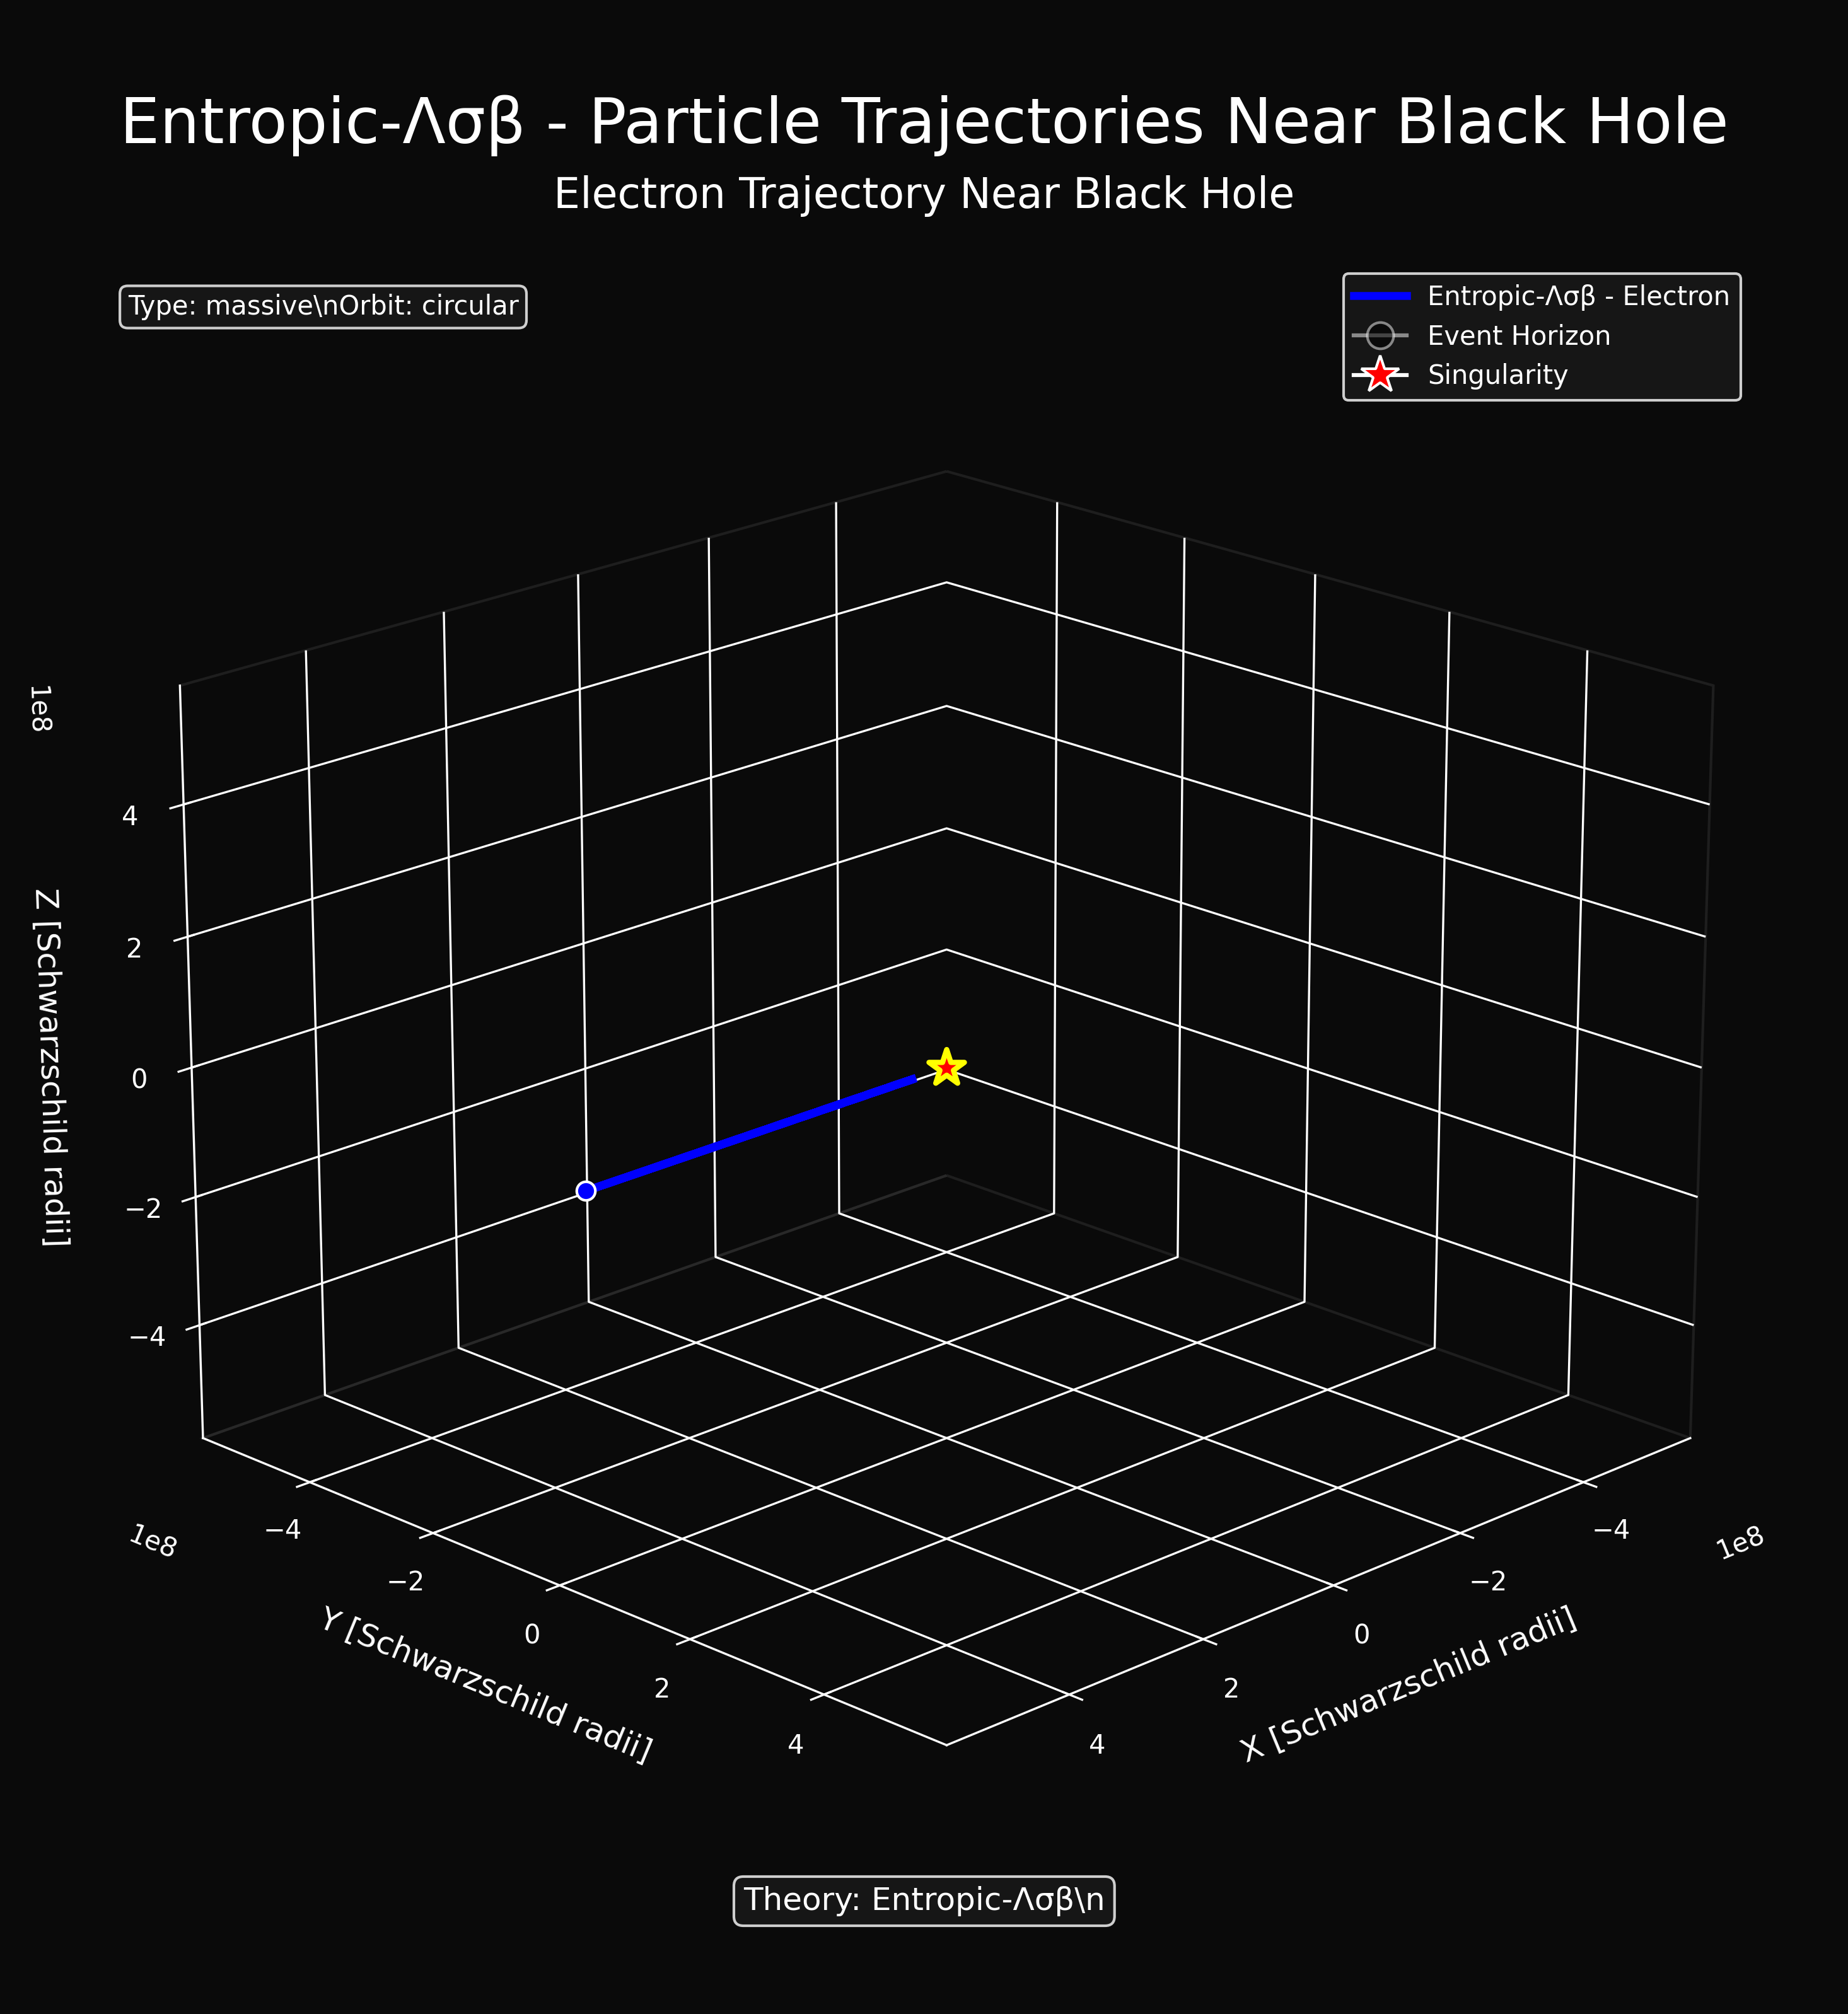 Entropic-Λσβ - Particle Trajectories Near Black Hole
Electron Trajectory Near Black Hole
Type: massive\nOrbit: circular
Entropic-Λσβ - Electron
Event Horizon
Singularity
1e8
4
2
0
−2
−4
Z [Schwarzschild radii]
1e8
−4
−2
0
2
4
Y [Schwarzschild radii]
4
2
0
−2
−4
1e8
X [Schwarzschild radii]
Theory: Entropic-Λσβ\n